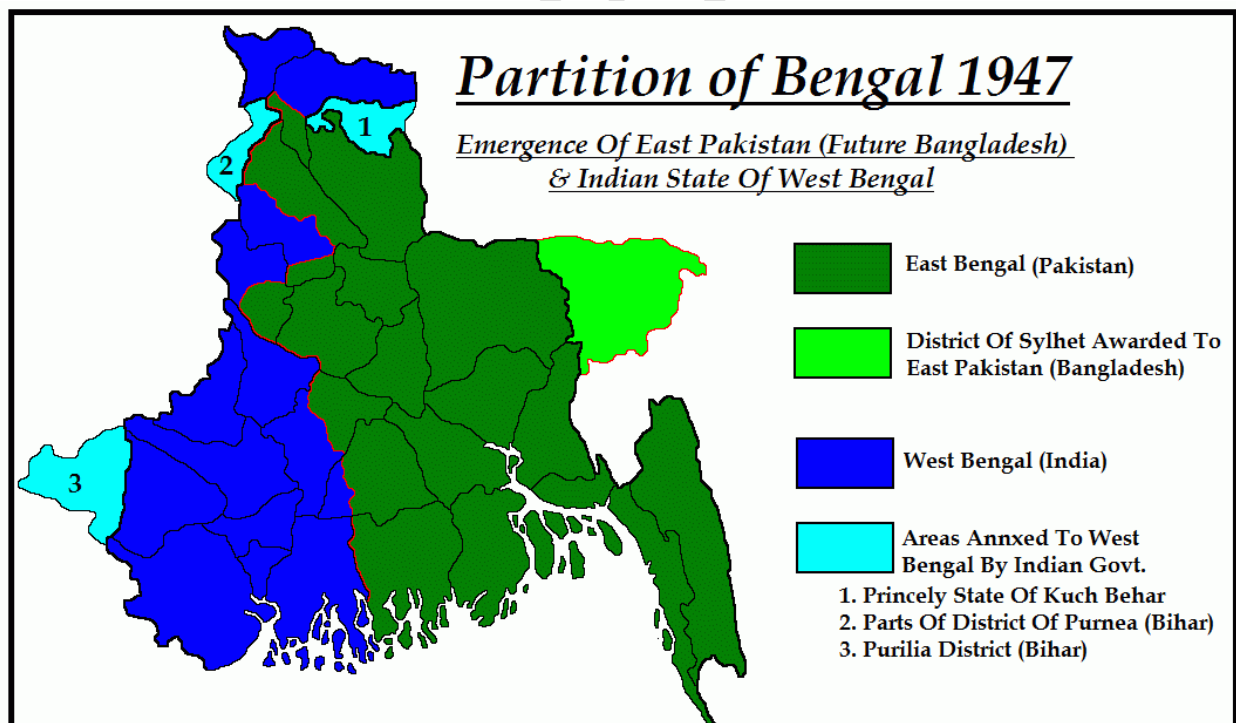 Partition of Bengal 1947
Emergence Of East Pakistan (Future Bangladesh)
& Indian State Of West Bengal
1
2
3
East Bengal (Pakistan)
District Of Sylhet Awarded To
East Pakistan (Bangladesh)
West Bengal (India)
Areas Annxed To West
Bengal By Indian Govt.
1. Princely State Of Kuch Behar
2. Parts Of District Of Purnea (Bihar)
3. Purilia District (Bihar)